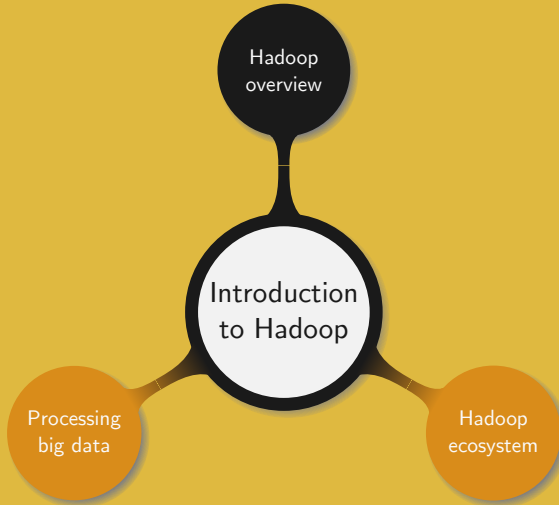 Hadoop
overview
Introduction
to Hadoop
Processing
big data
Hadoop
ecosystem